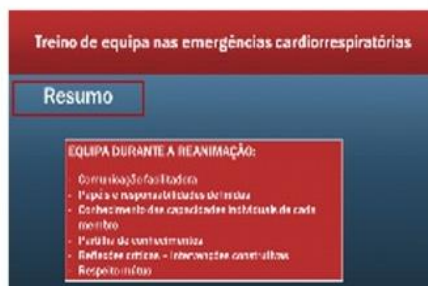 Treino de equipa nas emergências cardiorrespiratórias
Resumo
EQUIPA DURANTE A REANIMAÇÃO:
- Comunicação facilitadora
- Papéis e responsabilidades definidas
- Conhecimento das capacidades individuais de cada
membro
- Partilha de conhecimentos
- Reflexões críticas – intervenções construtivas
- Respeito mútuo